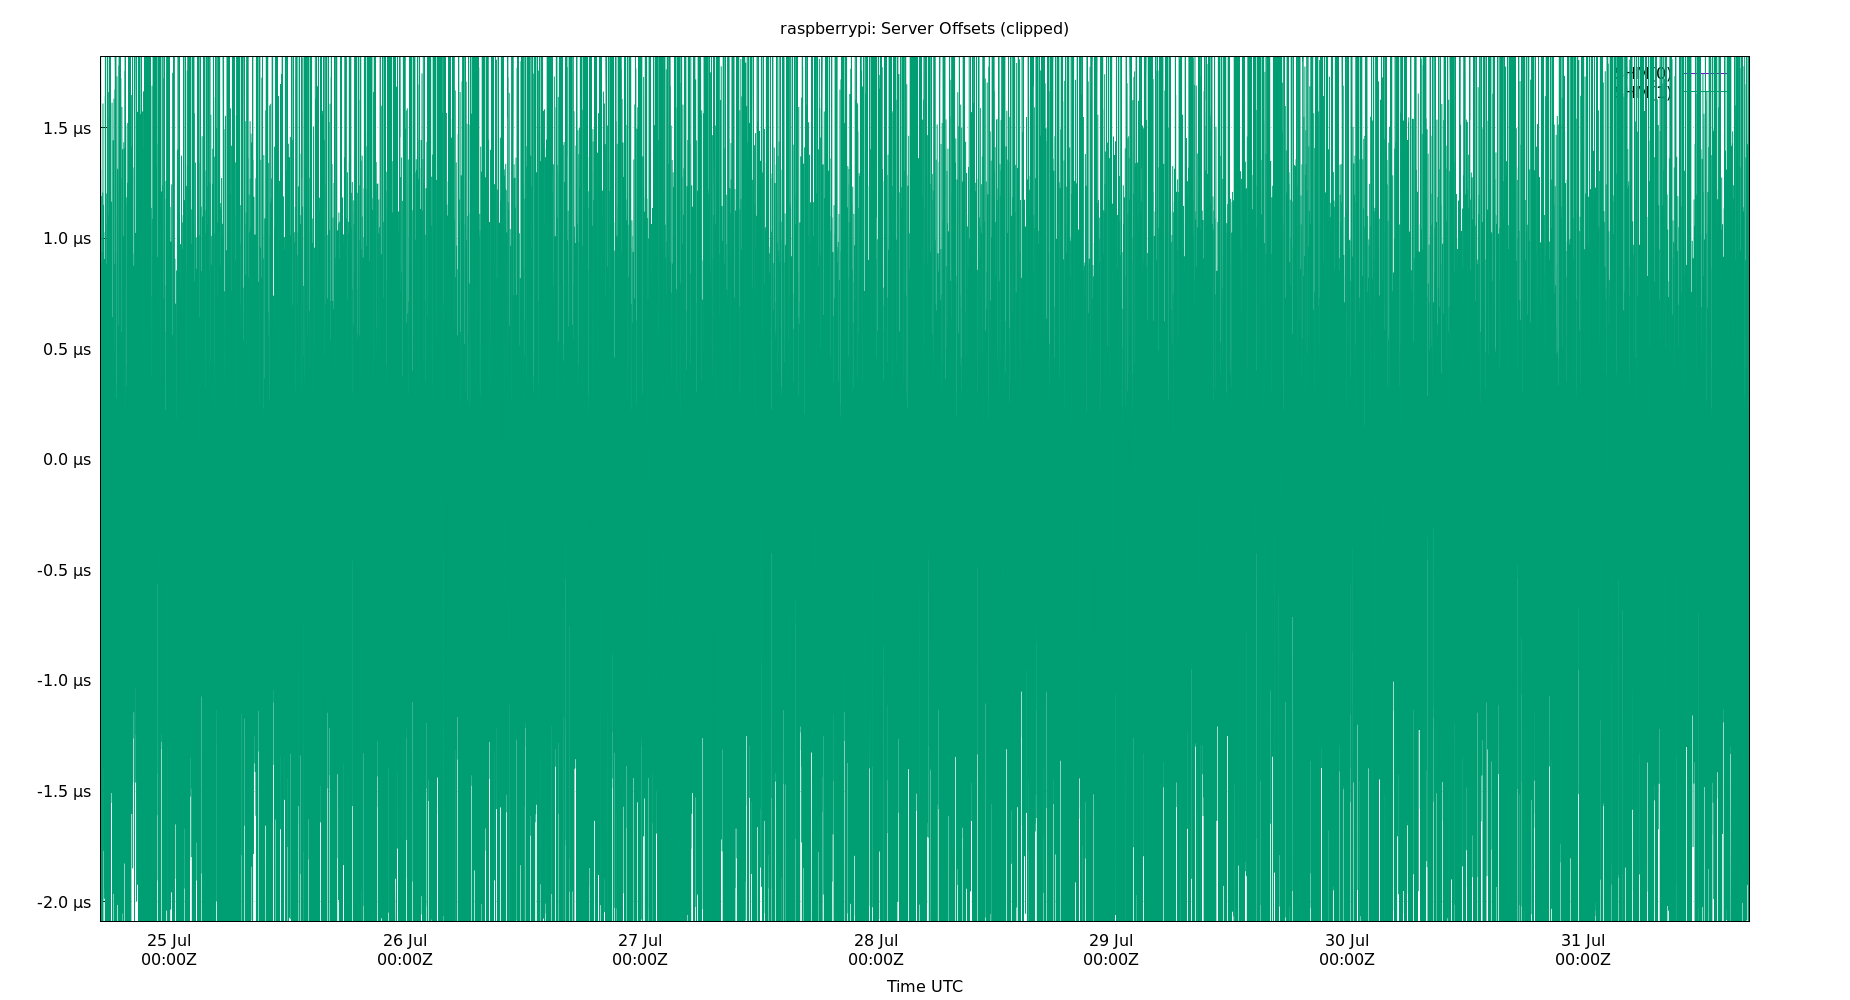 raspberrypi: Server Offsets (clipped)
1.5 µs
1.0 µs
0.5 µs
0.0 µs
-0.5 µs
-1.0 µs
-1.5 µs
-2.0 µs
25 Jul 26 Jul 27 Jul 28 Jul 29 Jul 30 Jul 31 Jul
00:00Z 00:00Z 00:00Z 00:00Z 00:00Z 00:00Z 00:00Z
Time UTC